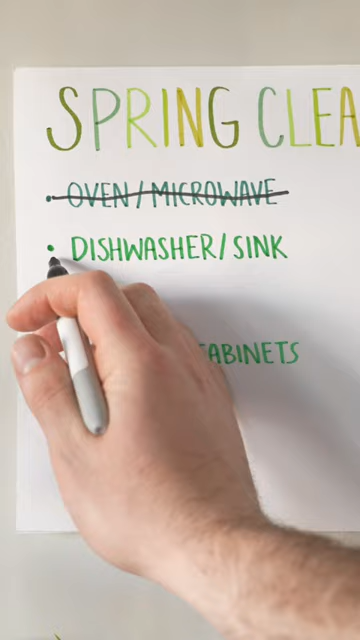 SPRING CLEA
• OVEN/MICROWAVE
• DISHWASHER/SINK
CABINETS